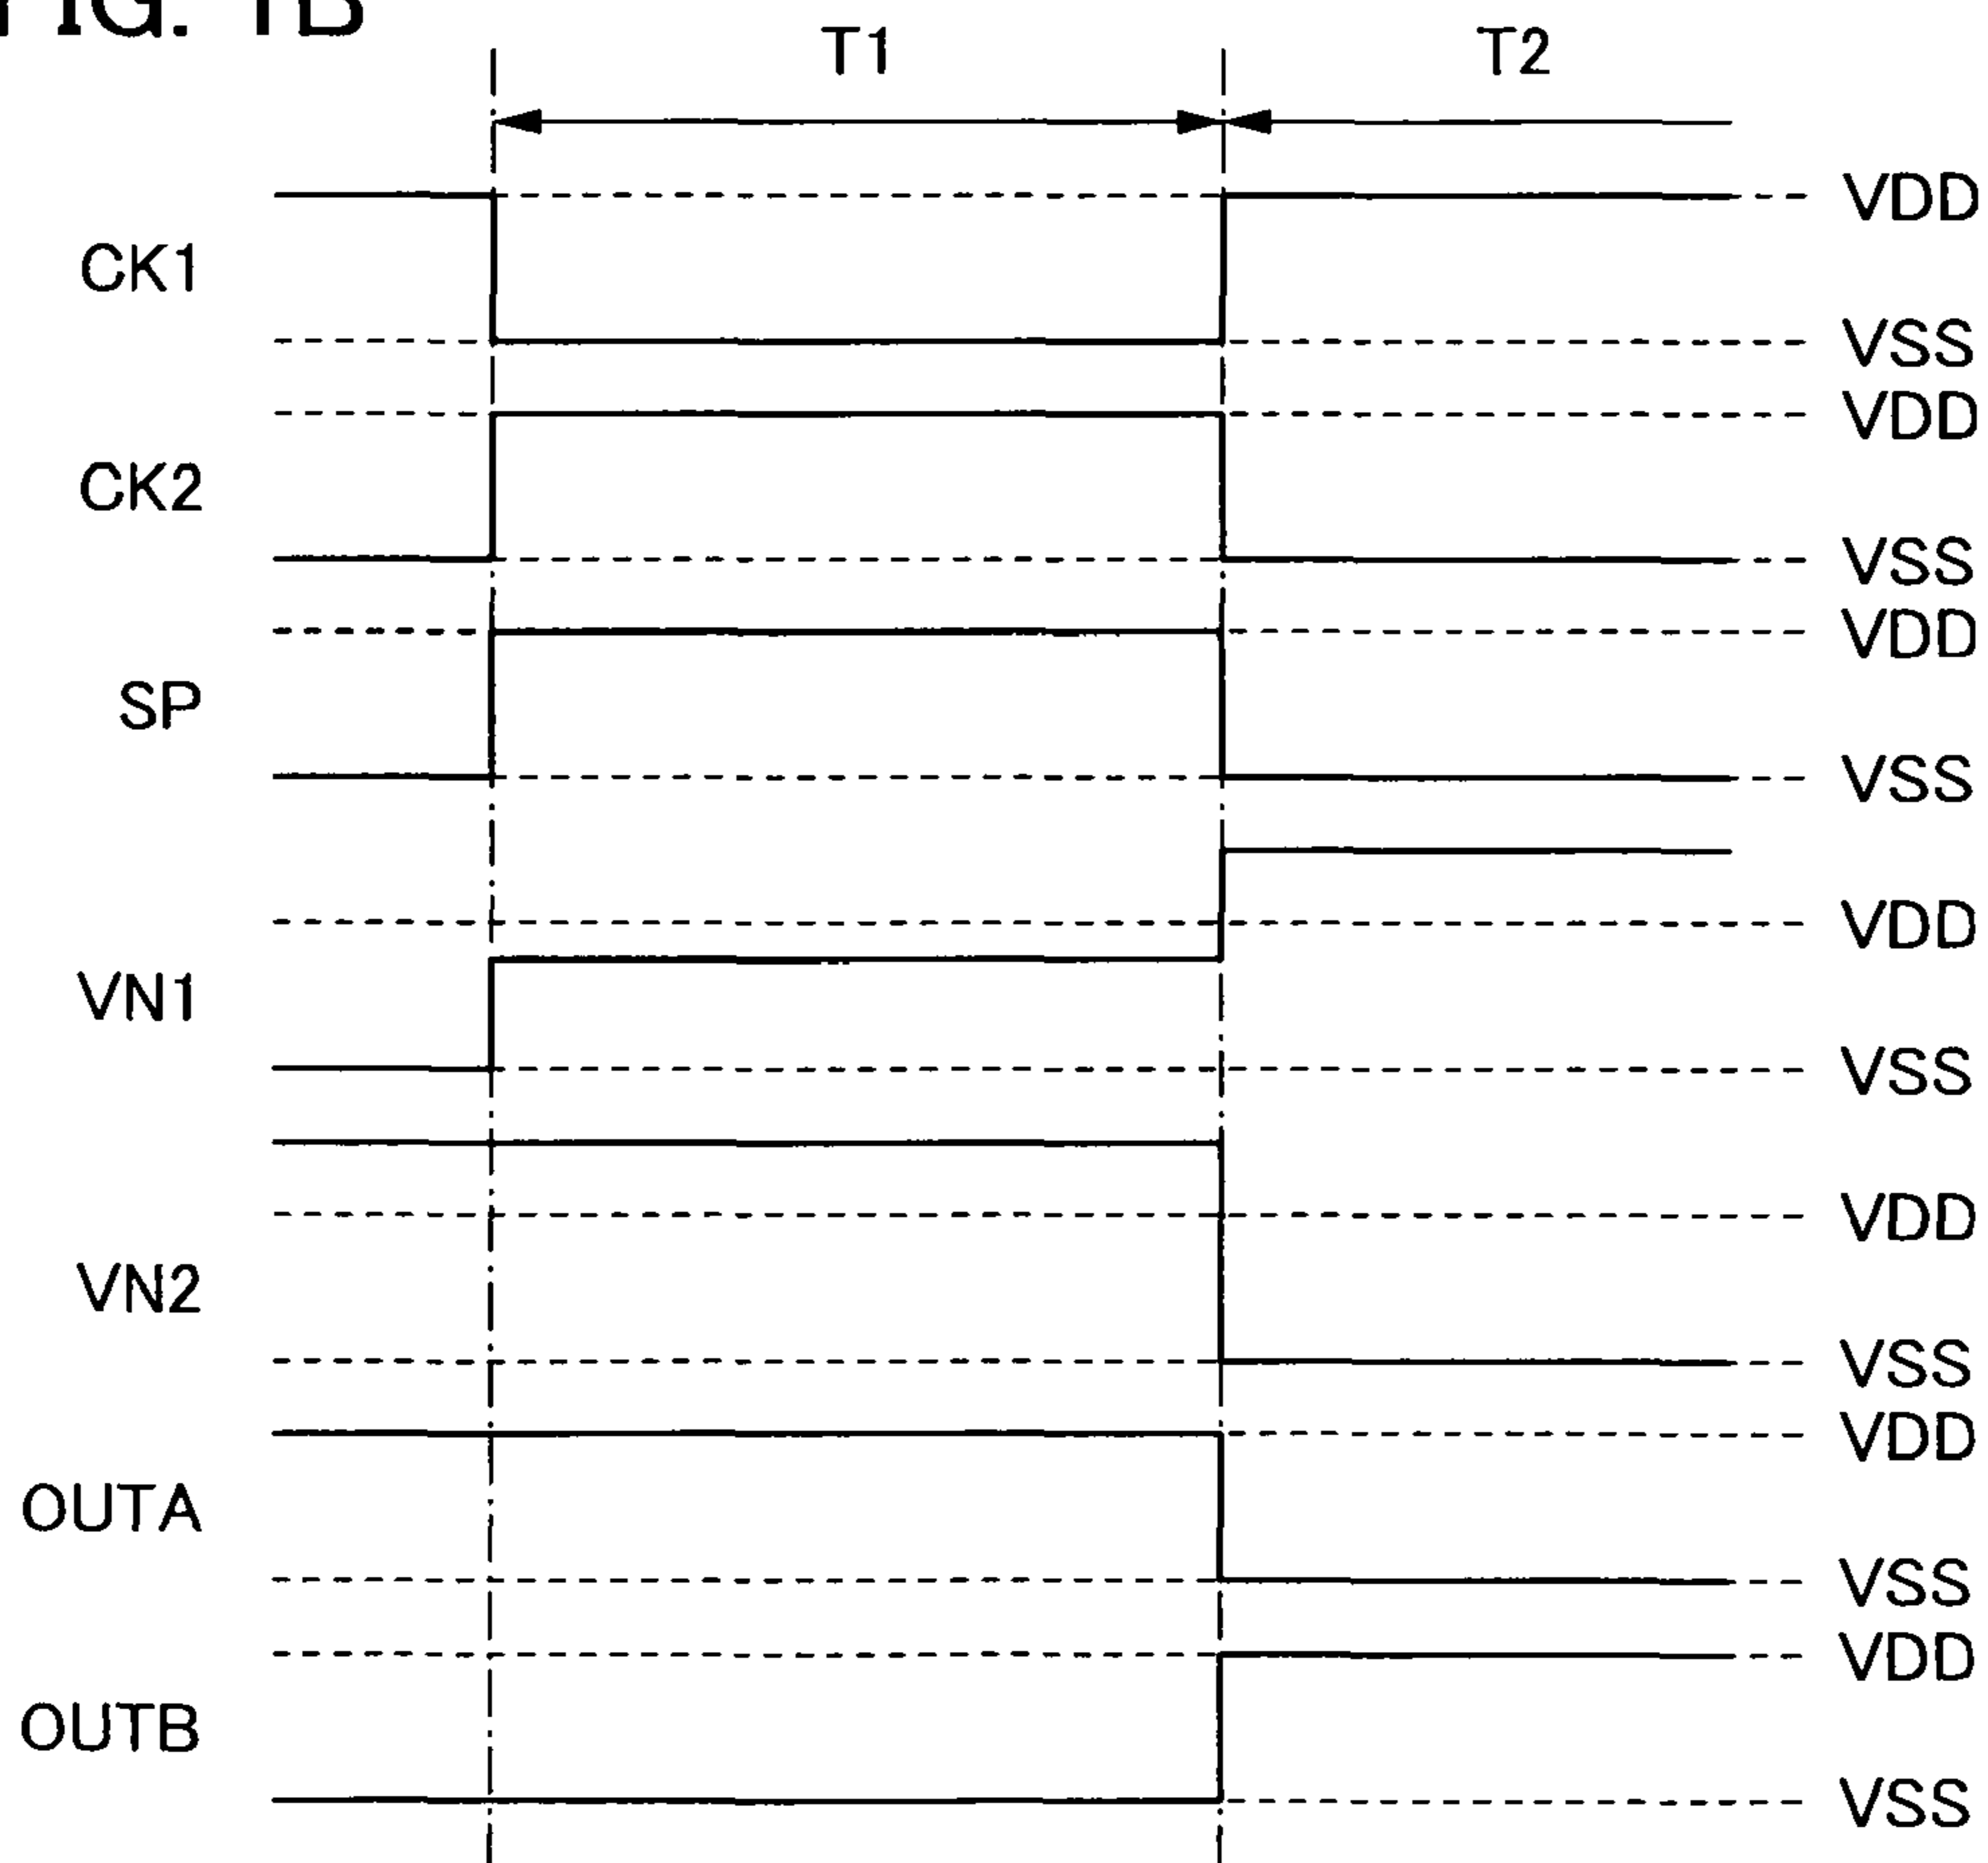 FIG. 1B
T1 T2
VDD
CK1
VSS
VDD
CK2
VSS
VDD
SP
VSS
VDD
VN1
VSS
VDD
VN2
VSS
VDD
OUTA
VSS
VDD
OUTB
VSS